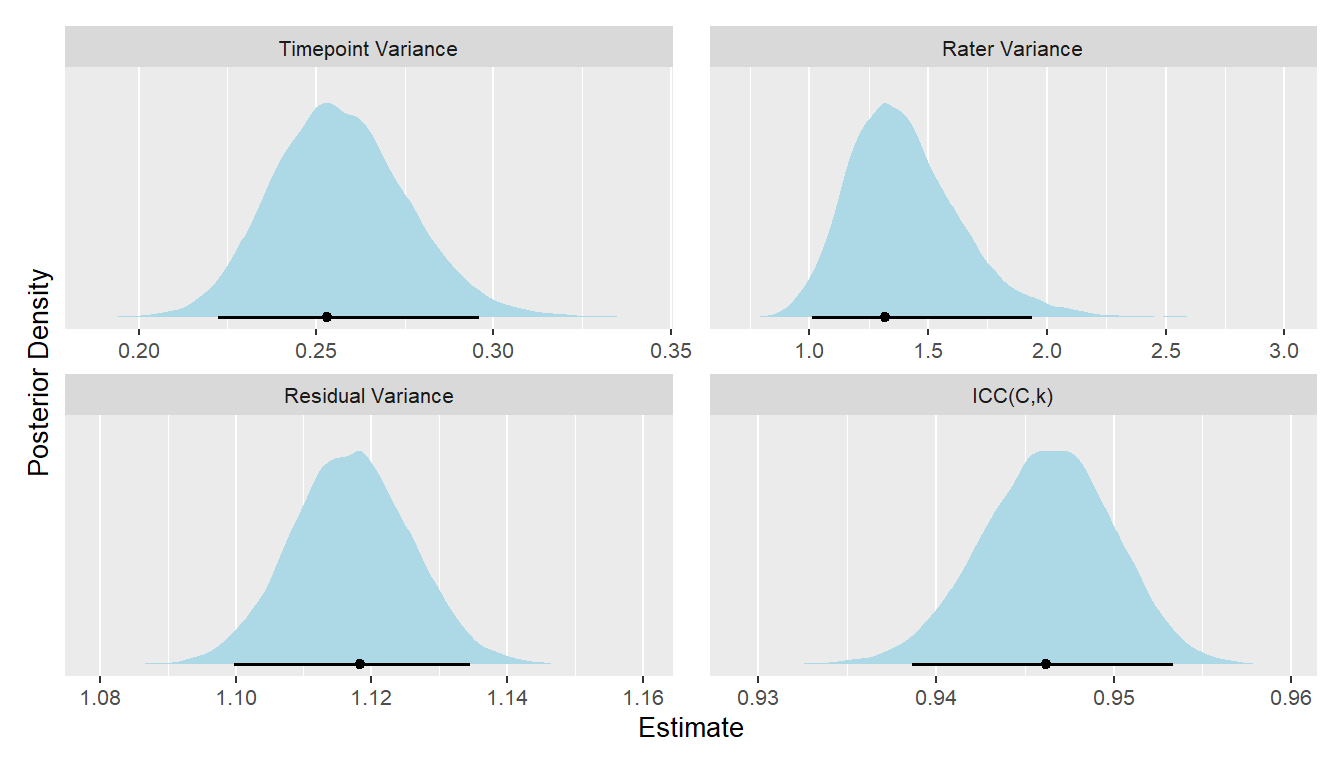 Timepoint Variance
Rater Variance
0.20 0.25 0.30 0.35
1.0 1.5 2.0 2.5 3.0
Posterior Density
Residual Variance
ICC(C,k)
1.08 1.10 1.12 1.14 1.16
0.93 0.94 0.95 0.96
Estimate